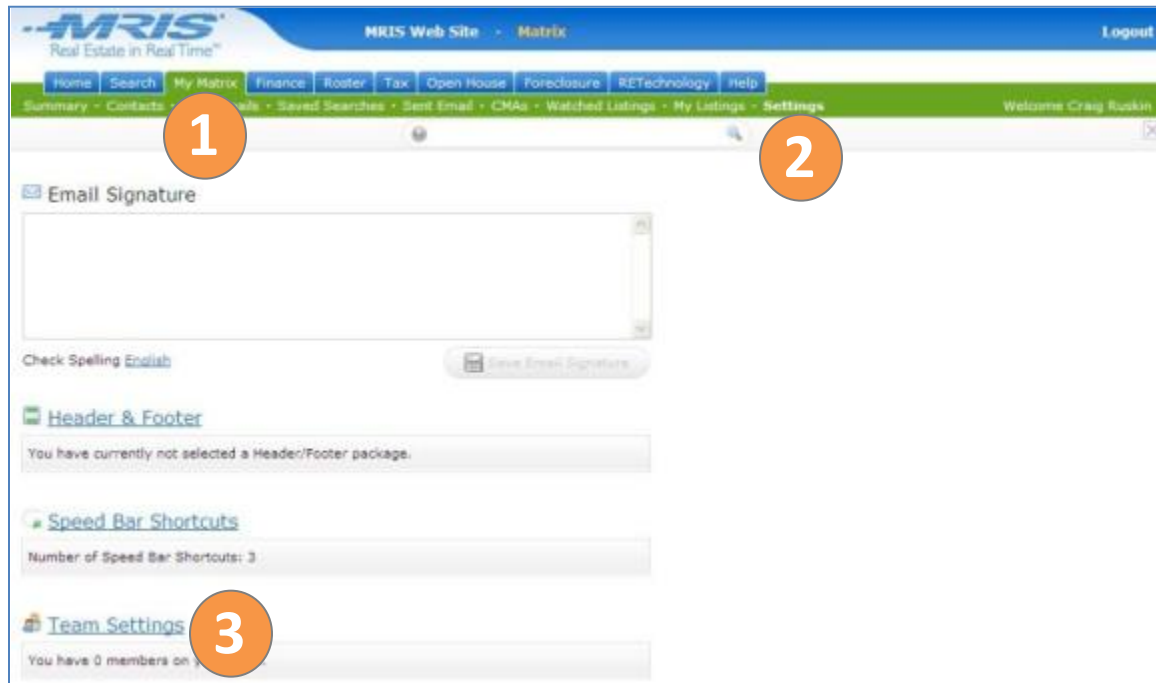 MRIS
Real Estate in Real Time℠
MRIS Web Site - Matrix
Logout
Home Search My Matrix Finance Roster Tax Open House Foreclosure RETechnology Help
Summary - Contacts - ails - Saved Searches - Sent Email - CMAs - Watched Listings - My Listings - Settings
Welcome Craig Ruskin
1
2
Email Signature
Check Spelling English
Save Email Signature
Header & Footer
You have currently not selected a Header/Footer package.
Speed Bar Shortcuts
Number of Speed Bar Shortcuts: 3
Team Settings
3
You have 0 members on